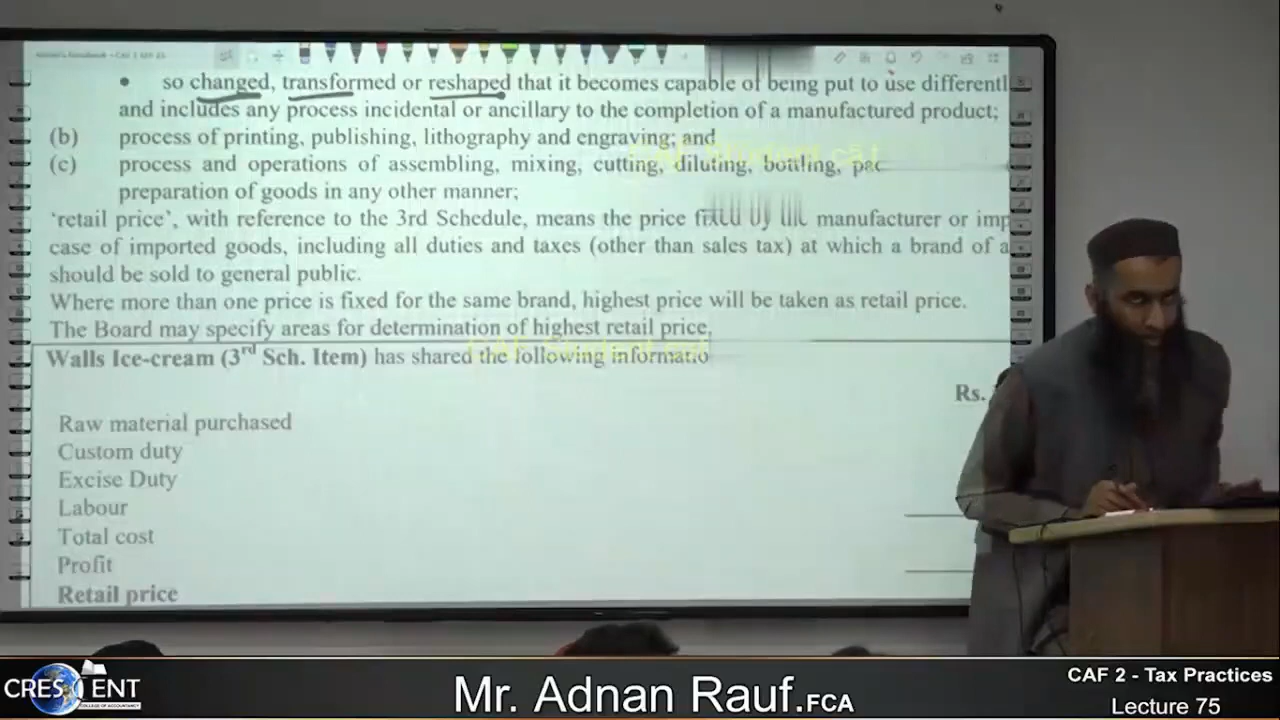 so changed, transformed or reshaped that it becomes capable of being put to use differentl
and includes any process incidental or ancillary to the completion of a manufactured product;
(b) process of printing, publishing, lithography and engraving; and
(c) process and operations of assembling, mixing, cutting, diluting, bottling, pac
preparation of goods in any other manner;
'retail price', with reference to the 3rd Schedule, means the price fixed by the manufacturer or imp
case of imported goods, including all duties and taxes (other than sales tax) at which a brand of a
should be sold to general public.
Where more than one price is fixed for the same brand, highest price will be taken as retail price.
The Board may specify areas for determination of highest retail price.
Walls Ice-cream (3rd Sch. Item) has shared the following informatio
Rs.
Raw material purchased
Custom duty
Excise Duty
Labour
Total cost
Profit
Retail price
CRESCENT
COLLEGE OF ACCOUNTANCY
Mr. Adnan Rauf.FCA
CAF 2 - Tax Practices
Lecture 75